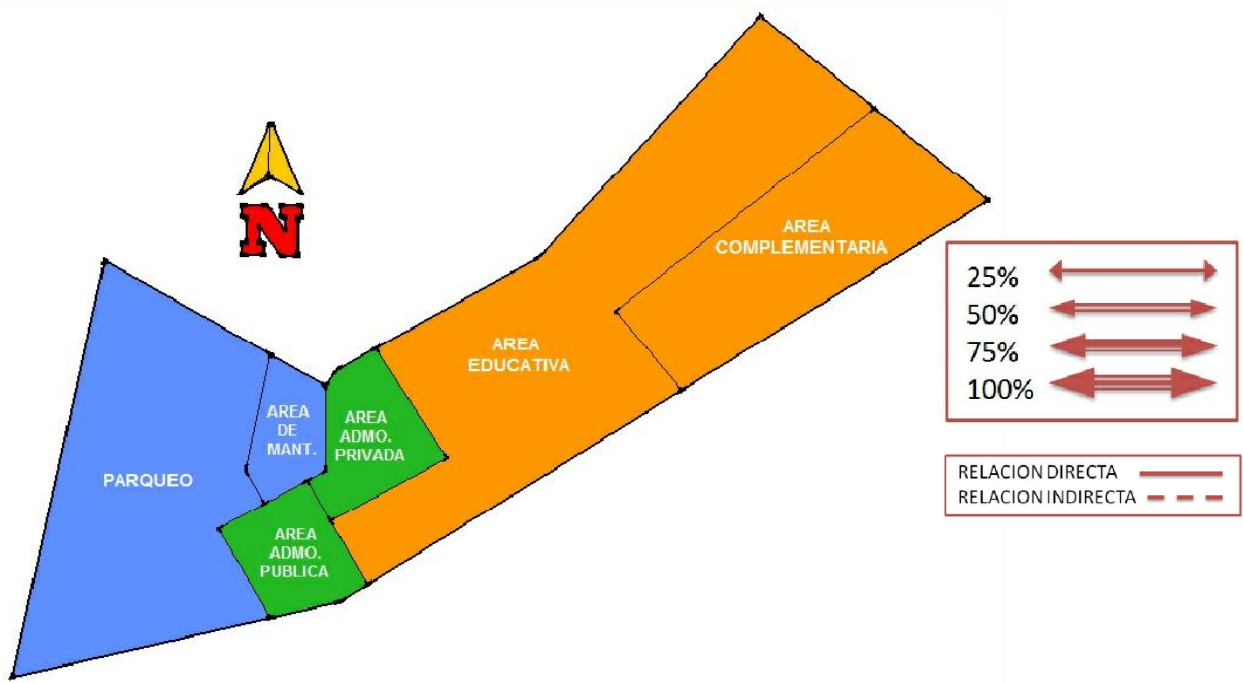 N
AREA
COMPLEMENTARIA
AREA
EDUCATIVA
AREA
DE
MANT.
AREA
ADMO.
PRIVADA
PARQUEO
AREA
ADMO.
PUBLICA
25%
50%
75%
100%
RELACION DIRECTA
RELACION INDIRECTA